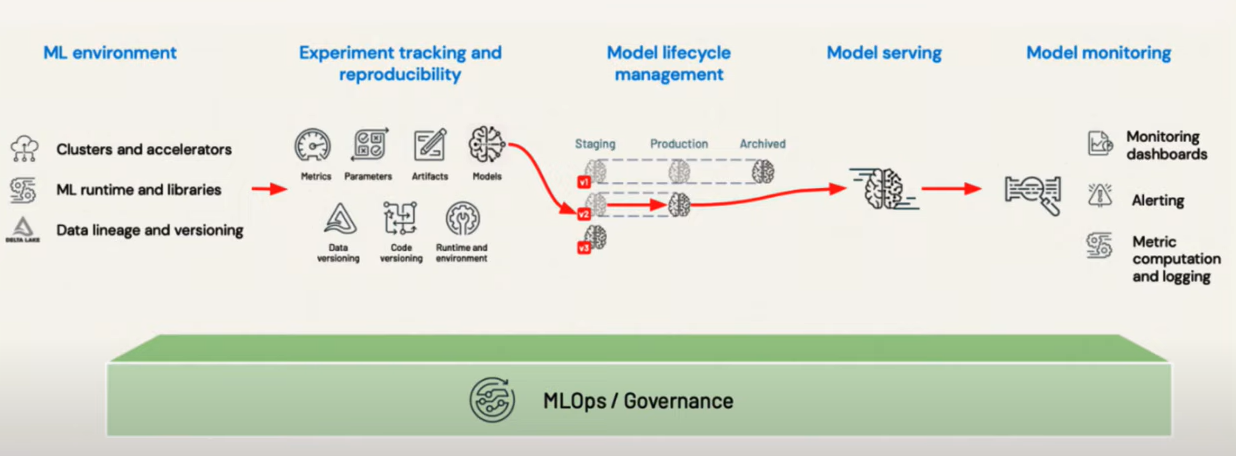 ML environment
Clusters and accelerators
ML runtime and libraries
DELTA LAKE
Data lineage and versioning
Experiment tracking and
reproducibility
Metrics
Parameters
Artifacts
Models
Data
versioning
Code
versioning
Runtime and
environment
Model lifecycle
management
Staging
Production
Archived
v1
v2
v3
Model serving
Model monitoring
Monitoring
dashboards
Alerting
Metric
computation
and logging
MLOps / Governance